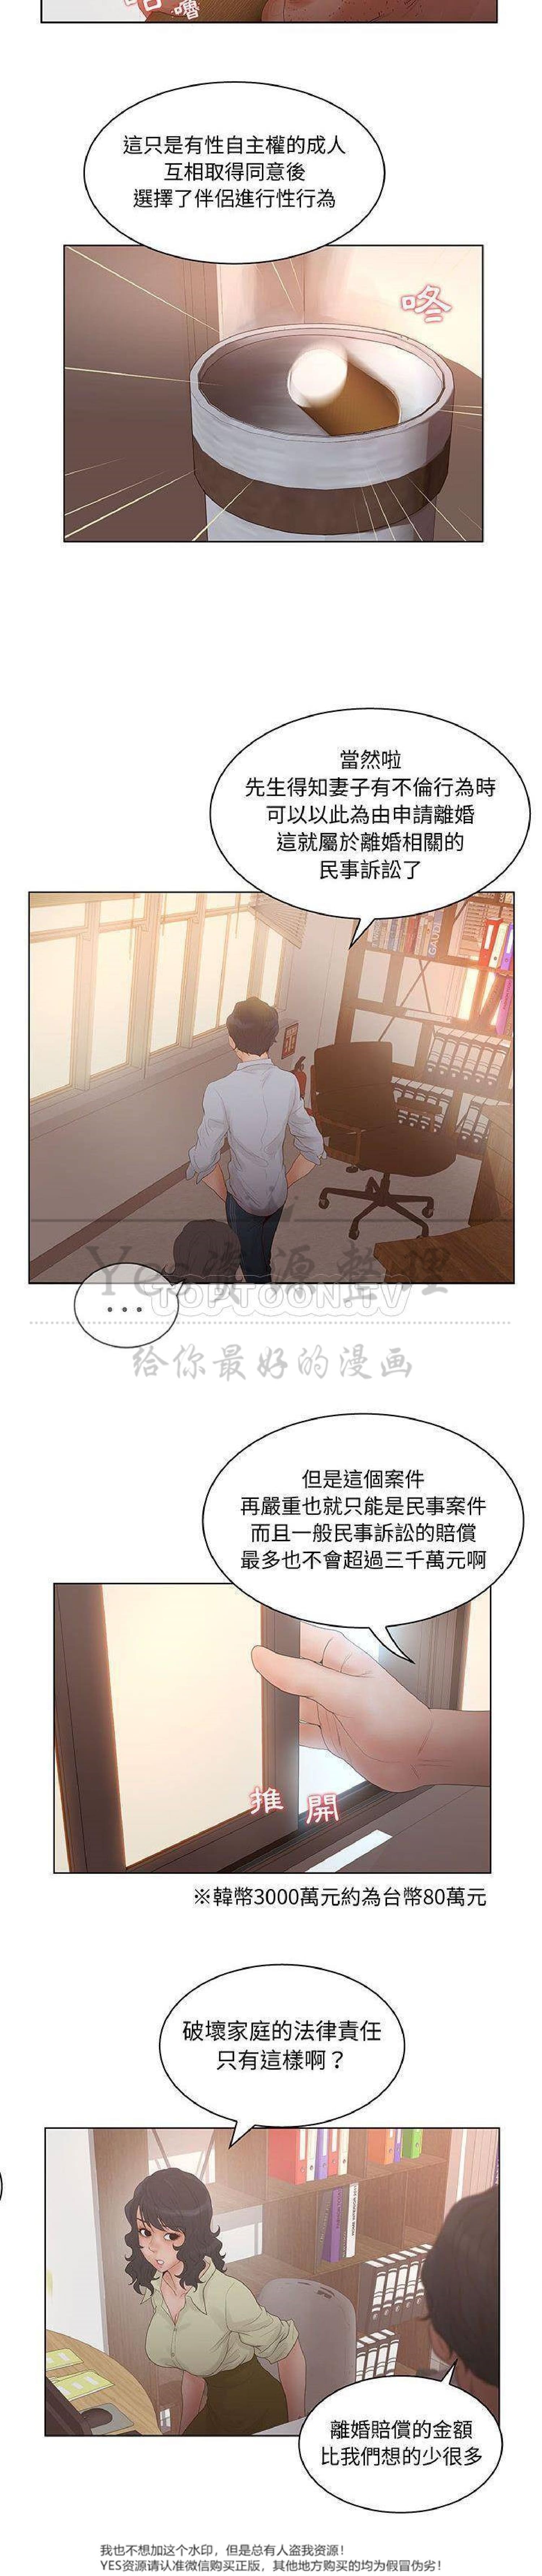 咕
嚕
這只是有性自主權的成人
互相取得同意後
選擇了伴侶進行性行為
咚
當然啦
先生得知妻子有不倫行為時
可以以此為由申請離婚
這就屬於離婚相關的
民事訴訟了
GAUDI
Yes資源整理
TOPTOON.TV
...
给你最好的漫画
但是這個案件
再嚴重也就只能是民事案件
而且一般民事訴訟的賠償
最多也不會超過三千萬元啊
推開
※韓幣3000萬元約為台幣80萬元
破壞家庭的法律責任
只有這樣啊？
離婚賠償的金額
比我們想的少很多
我也不想加这个水印，但是总有人盗我资源！
YES资源请认准微信购买正版，其他地方购买的均为假冒伪劣！